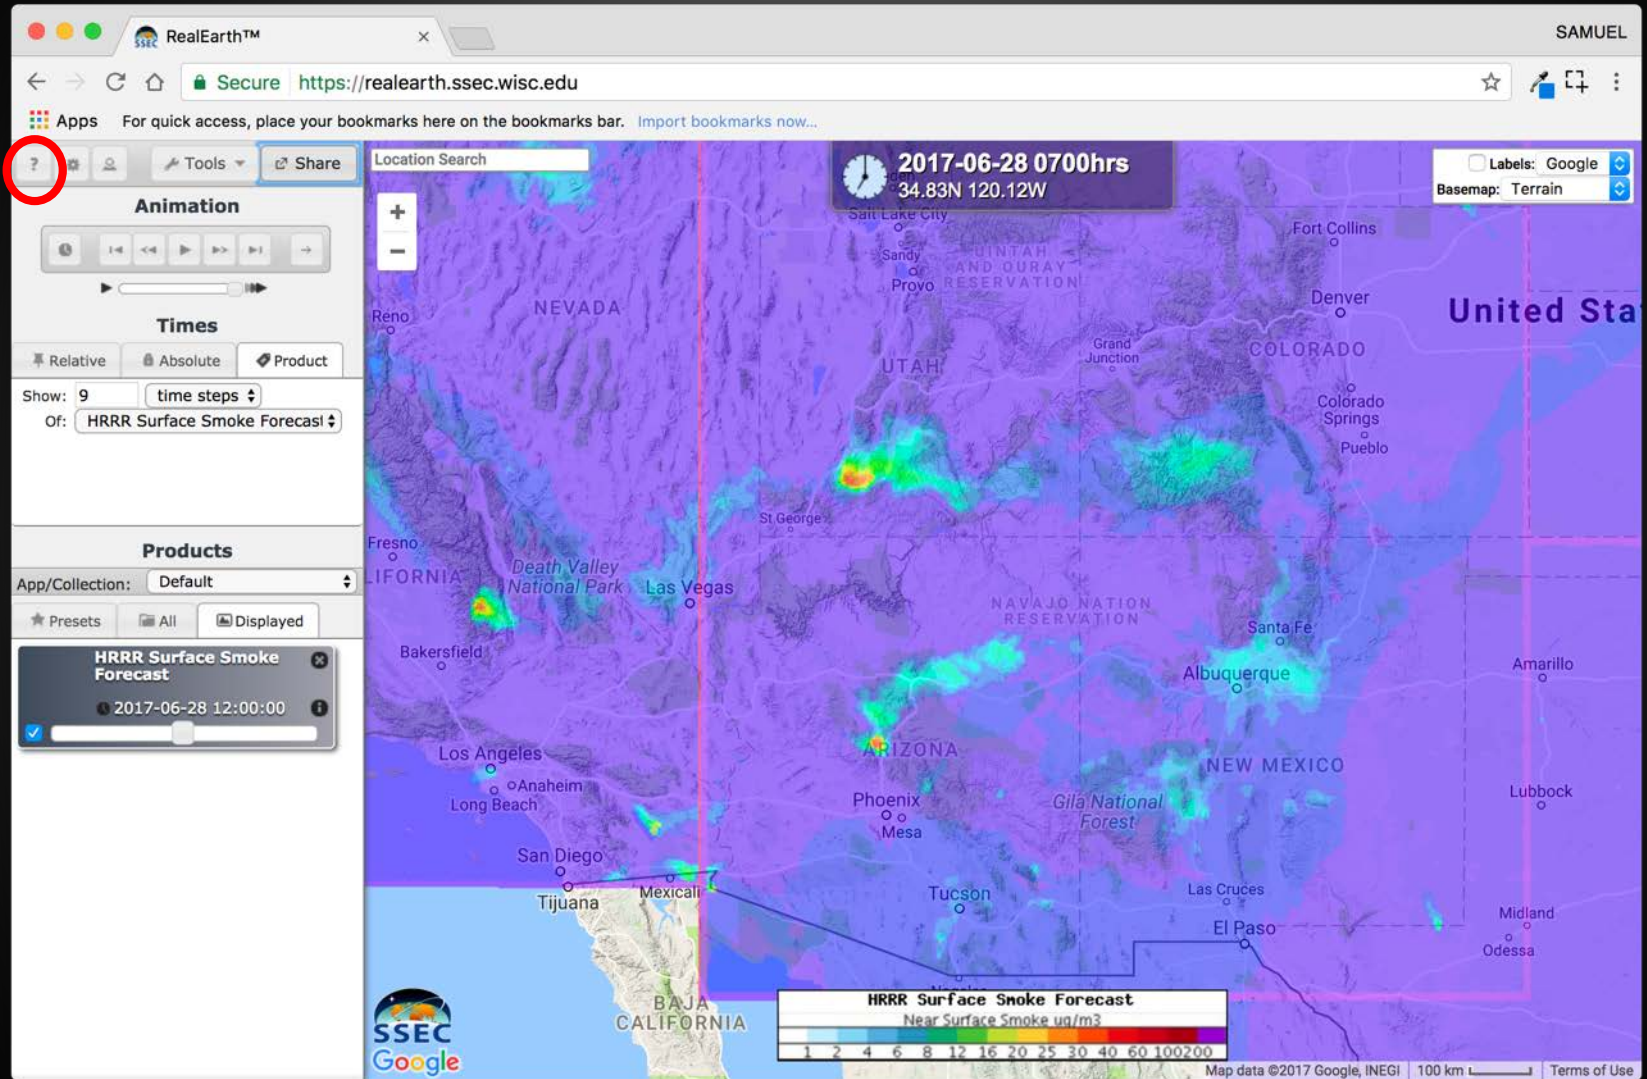 RealEarth™
SAMUEL
Secure https://realearth.ssec.wisc.edu
Apps For quick access, place your bookmarks here on the bookmarks bar. Import bookmarks now...
? Tools Share
Animation
Times
Relative Absolute Product
Show: 9 time steps
Of: HRRR Surface Smoke Forecast
Products
App/Collection: Default
Presets All Displayed
HRRR Surface Smoke
Forecast
2017-06-28 12:00:00
Location Search
+
−
2017-06-28 0700hrs
34.83N 120.12W
Labels: Google
Basemap: Terrain
Salt Lake City
Fort Collins
Sandy
UINTAH
AND OURAY
RESERVATION
Provo
Denver
NEVADA
Reno
United Sta
Grand
Junction
COLORADO
UTAH
Colorado
Springs
Pueblo
St George
Fresno
Death Valley
National Park
LIFORNIA
Las Vegas
NAVAJO NATION
RESERVATION
Santa Fe
Bakersfield
Albuquerque
Amarillo
Los Angeles
ARIZONA
NEW MEXICO
Anaheim
Long Beach
Phoenix
Mesa
Gila National
Forest
Lubbock
San Diego
Mexicali
Tijuana
Tucson
Las Cruces
El Paso
Midland
Odessa
BAJA
CALIFORNIA
SSEC
Google
HRRR Surface Smoke Forecast
Near Surface Smoke ug/m3
1 2 4 6 8 12 16 20 25 30 40 60 100200
Map data ©2017 Google, INEGI 100 km Terms of Use